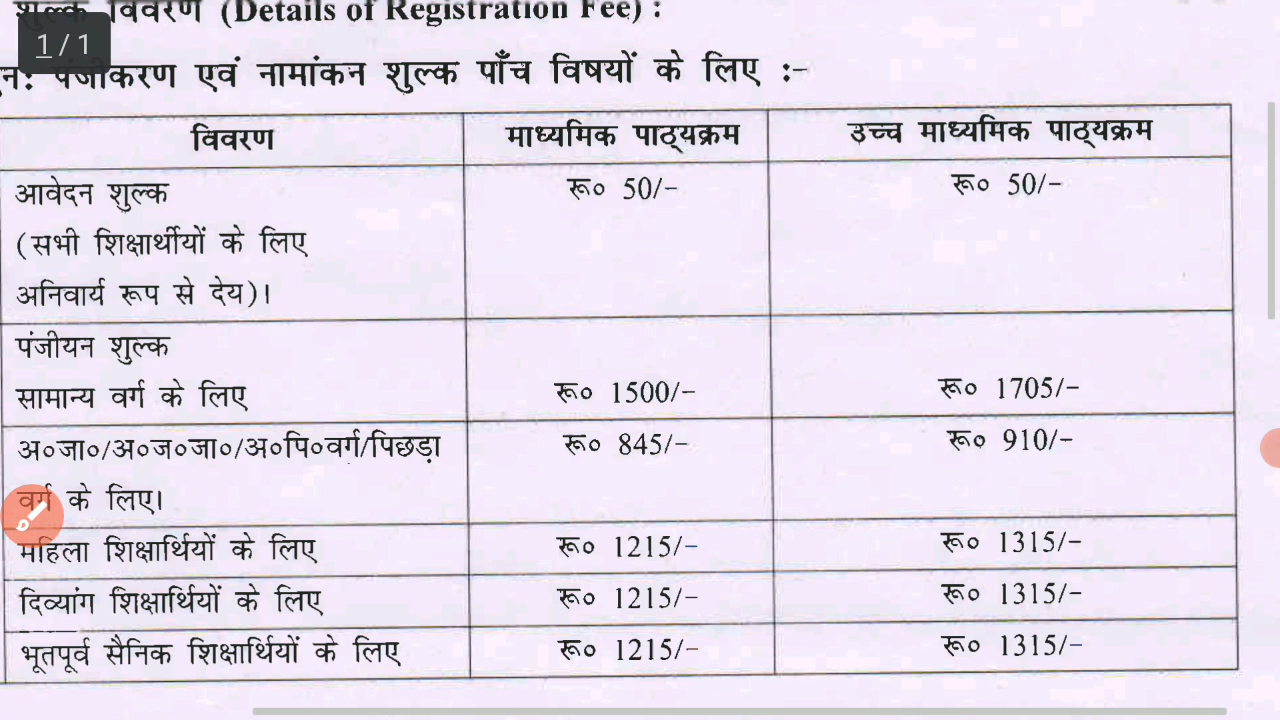 शुल्क विवरण (Details of Registration Fee) :
1 / 1
पंजीकरण एवं नामांकन शुल्क पाँच विषयों के लिए :-
विवरण माध्यमिक पाठ्यक्रम उच्च माध्यमिक पाठ्यक्रम
आवेदन शुल्क रू० 50/- रू० 50/-
(सभी शिक्षार्थीयों के लिए
अनिवार्य रूप से देय)।
पंजीयन शुल्क
सामान्य वर्ग के लिए रू० 1500/- रू० 1705/-
अ०जा०/अ०ज०जा०/अ०पि०वर्ग/पिछड़ा रू० 845/- रू० 910/-
वर्ग के लिए।
महिला शिक्षार्थियों के लिए रू० 1215/- रू० 1315/-
दिव्यांग शिक्षार्थियों के लिए रू० 1215/- रू० 1315/-
भूतपूर्व सैनिक शिक्षार्थियों के लिए रू० 1215/- रू० 1315/-